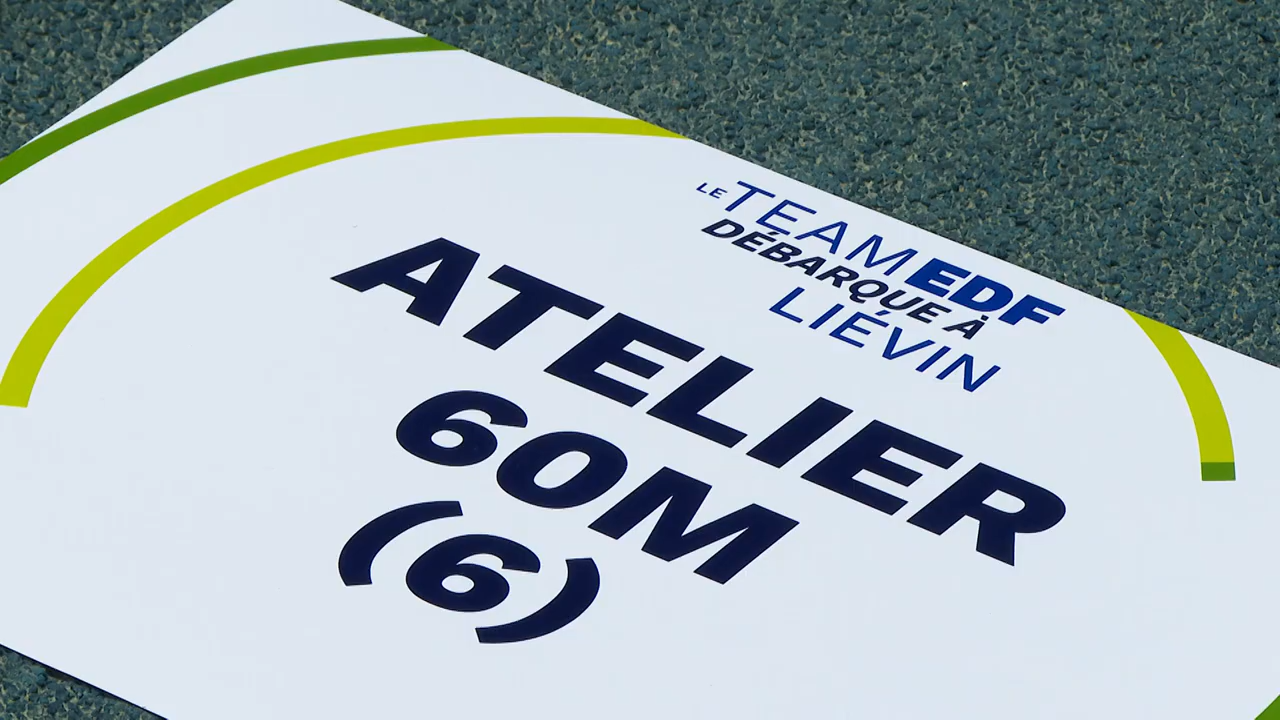 LE TEAM EDF
DÉBARQUE À
LIÉVIN
ATELIER
60M
(6)